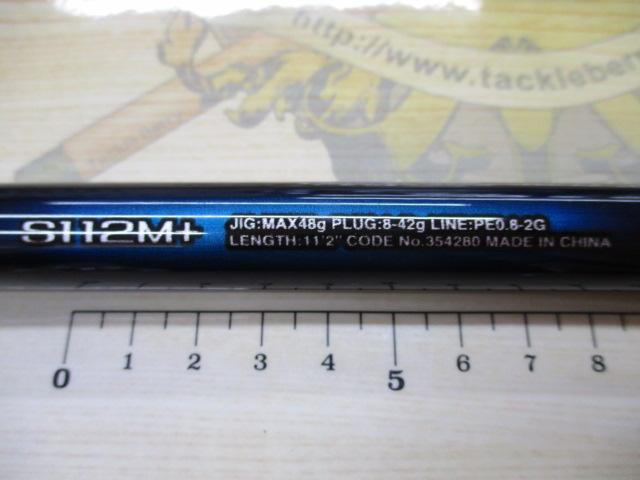 http://www.tackleber
S112M+
JIG:MAX48g PLUG:8-42g LINE:PE0.8-2G
LENGTH:11'2" CODE No.354280 MADE IN CHINA
0 1 2 3 4 5 6 7 8